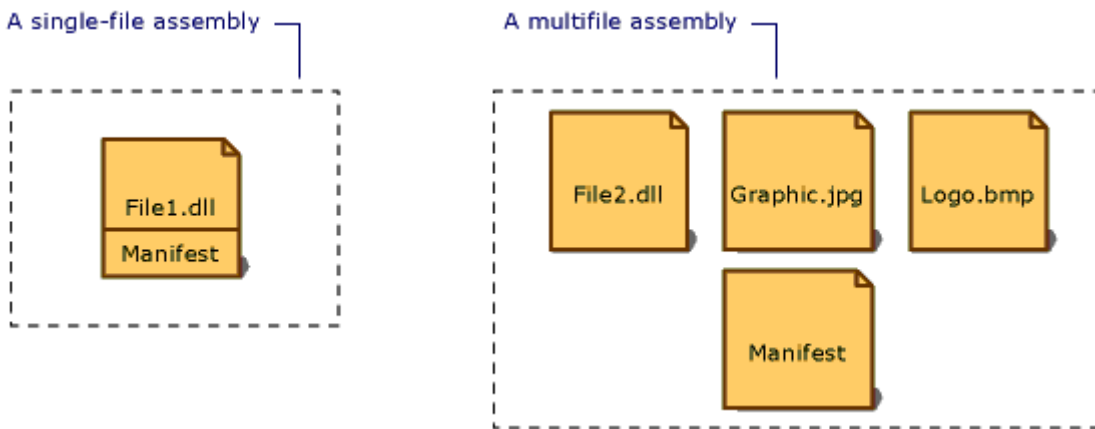 A single-file assembly
A multifile assembly
File1.dll
Manifest
File2.dll
Graphic.jpg
Logo.bmp
Manifest